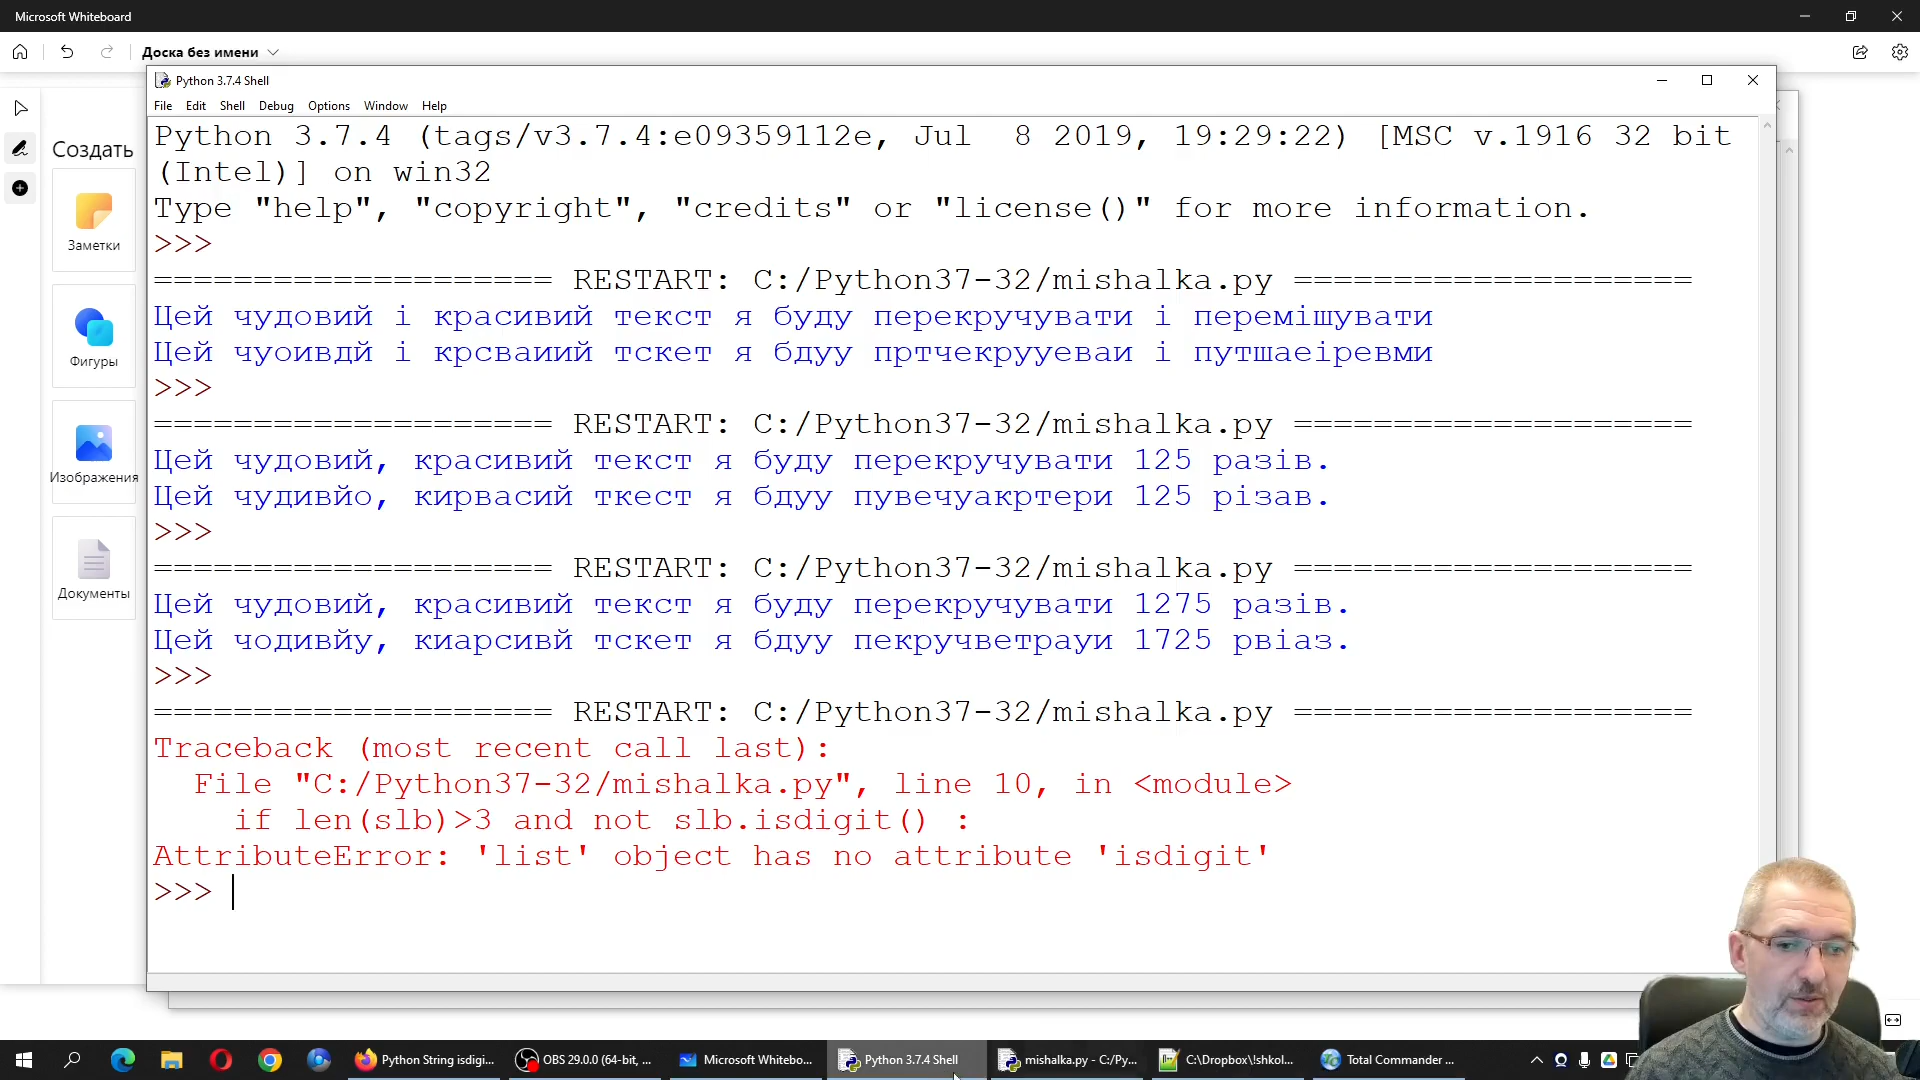 Microsoft Whiteboard
Доска без имени
Python 3.7.4 Shell
File Edit Shell Debug Options Window Help
Создать
Заметки
Фигуры
Изображения
Документы
Python 3.7.4 (tags/v3.7.4:e09359112e, Jul  8 2019, 19:29:22) [MSC v.1916 32 bit
(Intel)] on win32
Type "help", "copyright", "credits" or "license()" for more information.
>>>
==================== RESTART: C:/Python37-32/mishalka.py ====================
Цей чудовий і красивий текст я буду перекручувати і перемішувати
Цей чуоивдй і крсваиий тскет я бдуу пртчекрууеваи і путшаеіревми
>>>
==================== RESTART: C:/Python37-32/mishalka.py ====================
Цей чудовий, красивий текст я буду перекручувати 125 разів.
Цей чудивйо, кирвасий ткест я бдуу пувечуакртери 125 різав.
>>>
==================== RESTART: C:/Python37-32/mishalka.py ====================
Цей чудовий, красивий текст я буду перекручувати 1275 разів.
Цей чодивйу, киарсивй тскет я бдуу пекручветрауи 1725 рвіаз.
>>>
==================== RESTART: C:/Python37-32/mishalka.py ====================
Traceback (most recent call last):
  File "C:/Python37-32/mishalka.py", line 10, in <module>
    if len(slb)>3 and not slb.isdigit() :
AttributeError: 'list' object has no attribute 'isdigit'
>>>
Python String isdigi... OBS 29.0.0 (64-bit, ... Microsoft Whitebo... Python 3.7.4 Shell mishalka.py - C:/Py... C:\Dropbox\!shkol... Total Commander ...